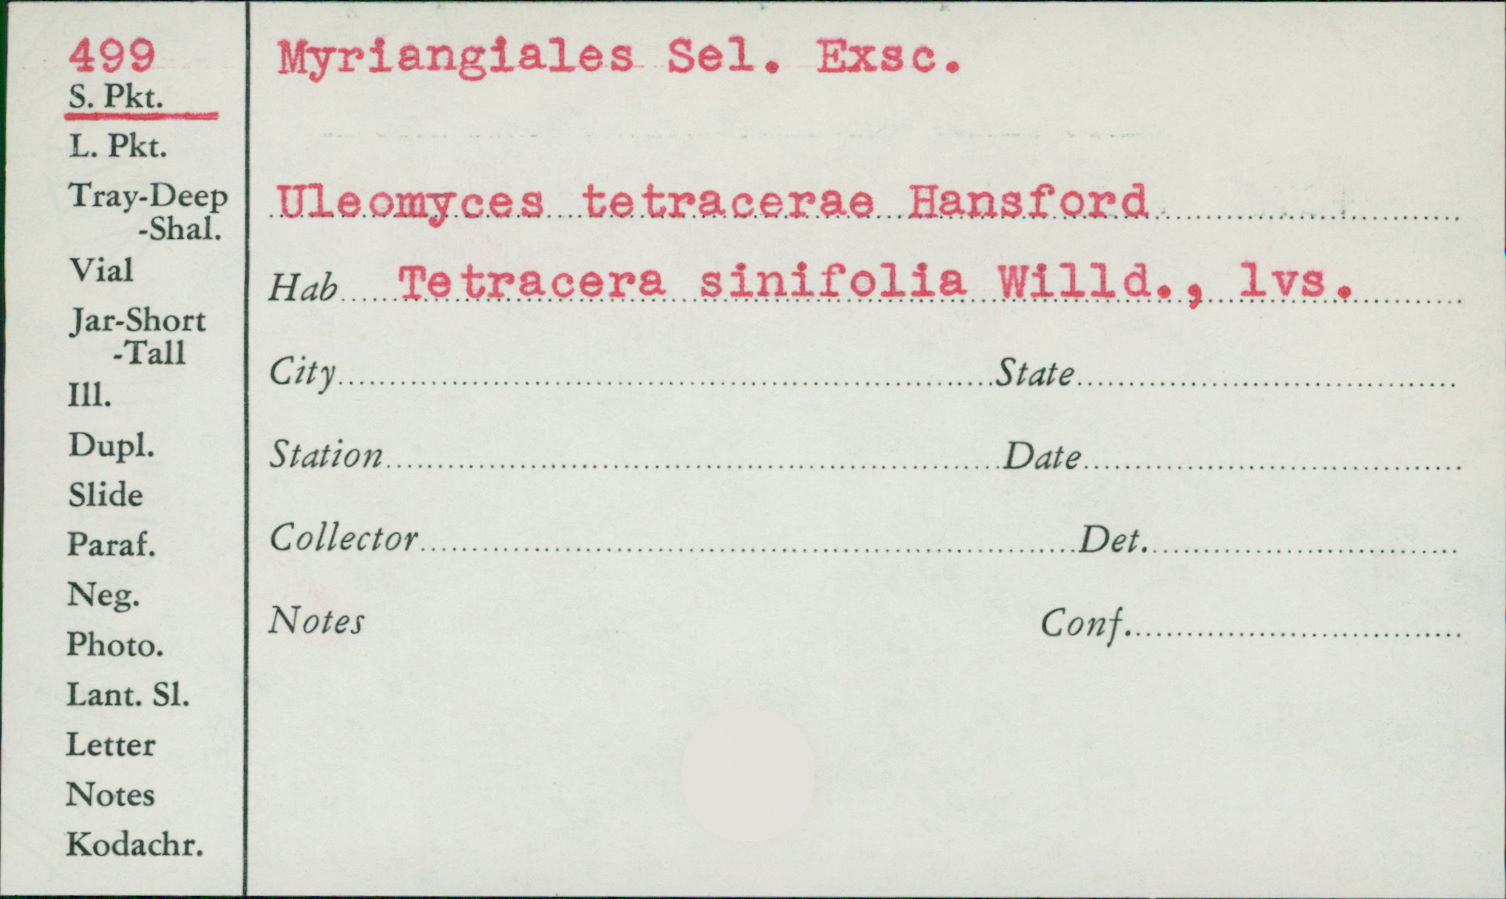 499
S. Pkt.
L. Pkt.
Tray-Deep
-Shal.
Vial
Jar-Short
-Tall
Ill.
Dupl.
Slide
Paraf.
Neg.
Photo.
Lant. Sl.
Letter
Notes
Kodachr.
Myriangiales Sel. Exsc.
Uleomyces tetracerae Hansford
Hab Tetracera sinifolia Willd., lvs.
City State
Station Date
Collector Det.
Notes Conf.